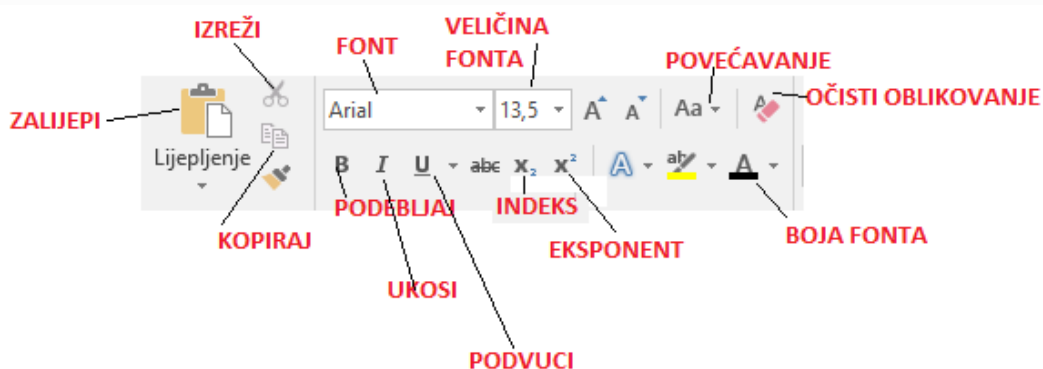 IZREŽI
FONT
VELIČINA
FONTA
POVEĆAVANJE
ZALIJEPI
OČISTI OBLIKOVANJE
Arial
13,5
A A
Aa
A
Lijepljenje
B I U abc X₂ X² A ab A
PODEBLJAJ
INDEKS
KOPIRAJ
EKSPONENT
BOJA FONTA
UKOSI
PODVUCI